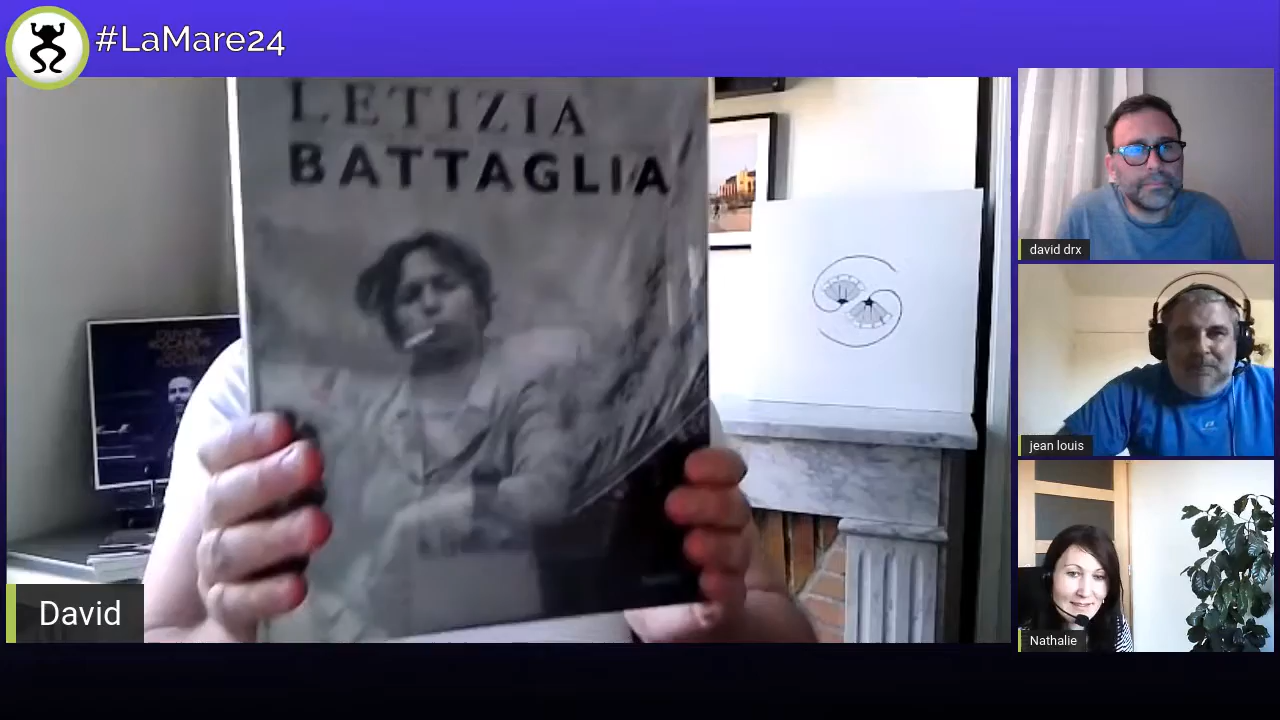 #LaMare24
LETIZIA
BATTAGLIA
David
david drx
jean louis
Nathalie